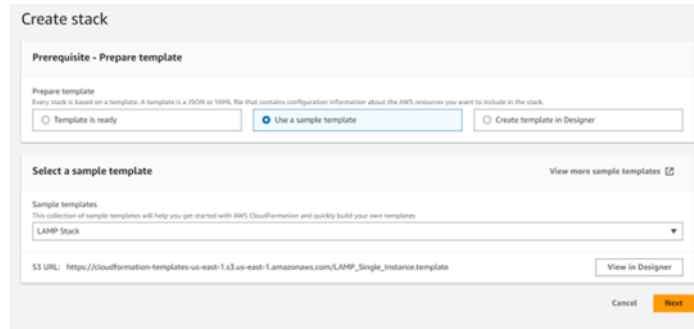 Create stack
Prerequisite - Prepare template
Prepare template
Every stack is based on a template. A template is a JSON or YAML file that contains configuration information about the AWS resources you want to include in the stack.
Template is ready
Use a sample template
Create template in Designer
Select a sample template
View more sample templates
Sample templates
This collection of sample templates will help you get started with AWS CloudFormation and quickly build your own templates
LAMP Stack
S3 URL: https://cloudformation-templates-us-east-1.s3.us-east-1.amazonaws.com/LAMP_Single_Instance.template
View in Designer
Cancel
Next